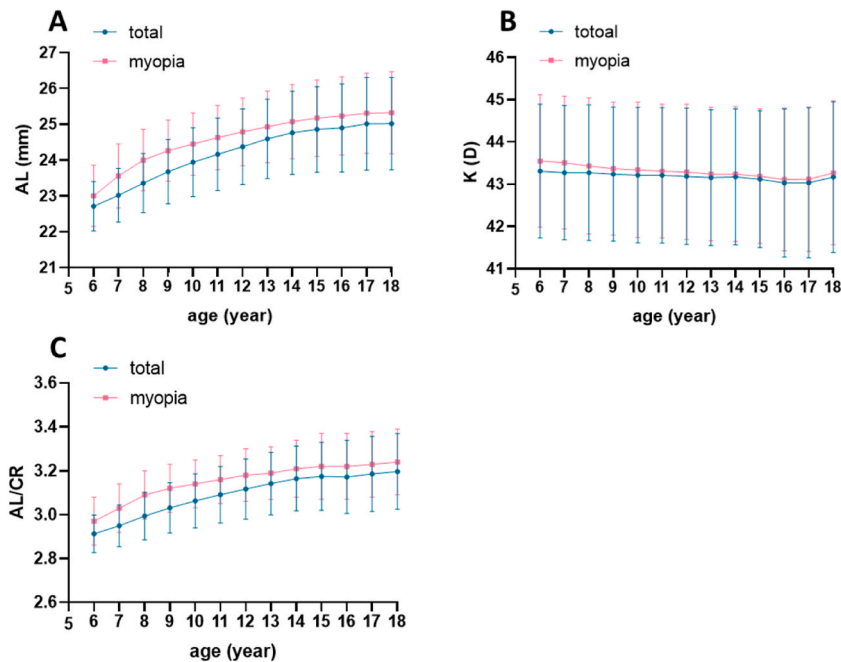 A
total
myopia
27
26
25
24
23
22
21
AL (mm)
5 6 7 8 9 10 11 12 13 14 15 16 17 18
age (year)
B
totoal
myopia
46
45
44
43
42
41
K (D)
5 6 7 8 9 10 11 12 13 14 15 16 17 18
age (year)
C
total
myopia
3.6
3.4
3.2
3.0
2.8
2.6
AL/CR
5 6 7 8 9 10 11 12 13 14 15 16 17 18
age (year)